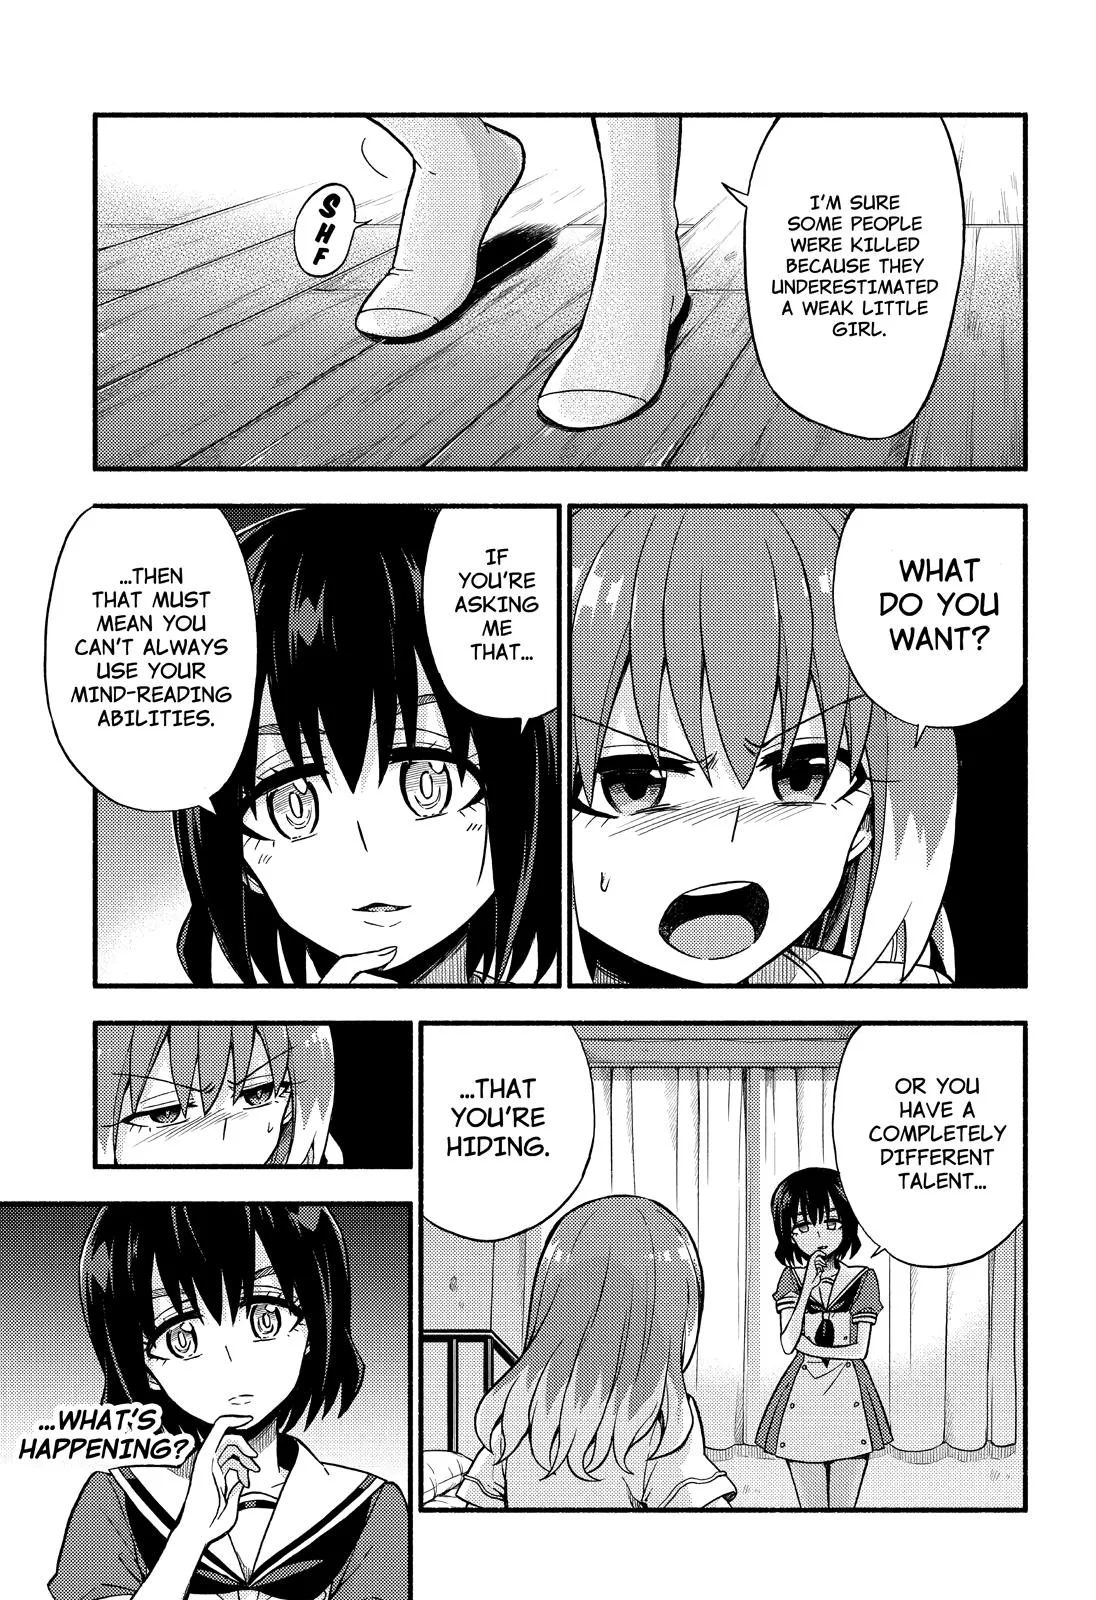 I'M SURE
SOME PEOPLE
WERE KILLED
BECAUSE THEY
UNDERESTIMATED
A WEAK LITTLE
GIRL.
SHF
WHAT
DO YOU
WANT?
IF
YOU'RE
ASKING
ME
THAT...
...THEN
THAT MUST
MEAN YOU
CAN'T ALWAYS
USE YOUR
MIND-READING
ABILITIES.
OR YOU
HAVE A
COMPLETELY
DIFFERENT
TALENT...
...THAT
YOU'RE
HIDING.
...WHAT'S
HAPPENING?